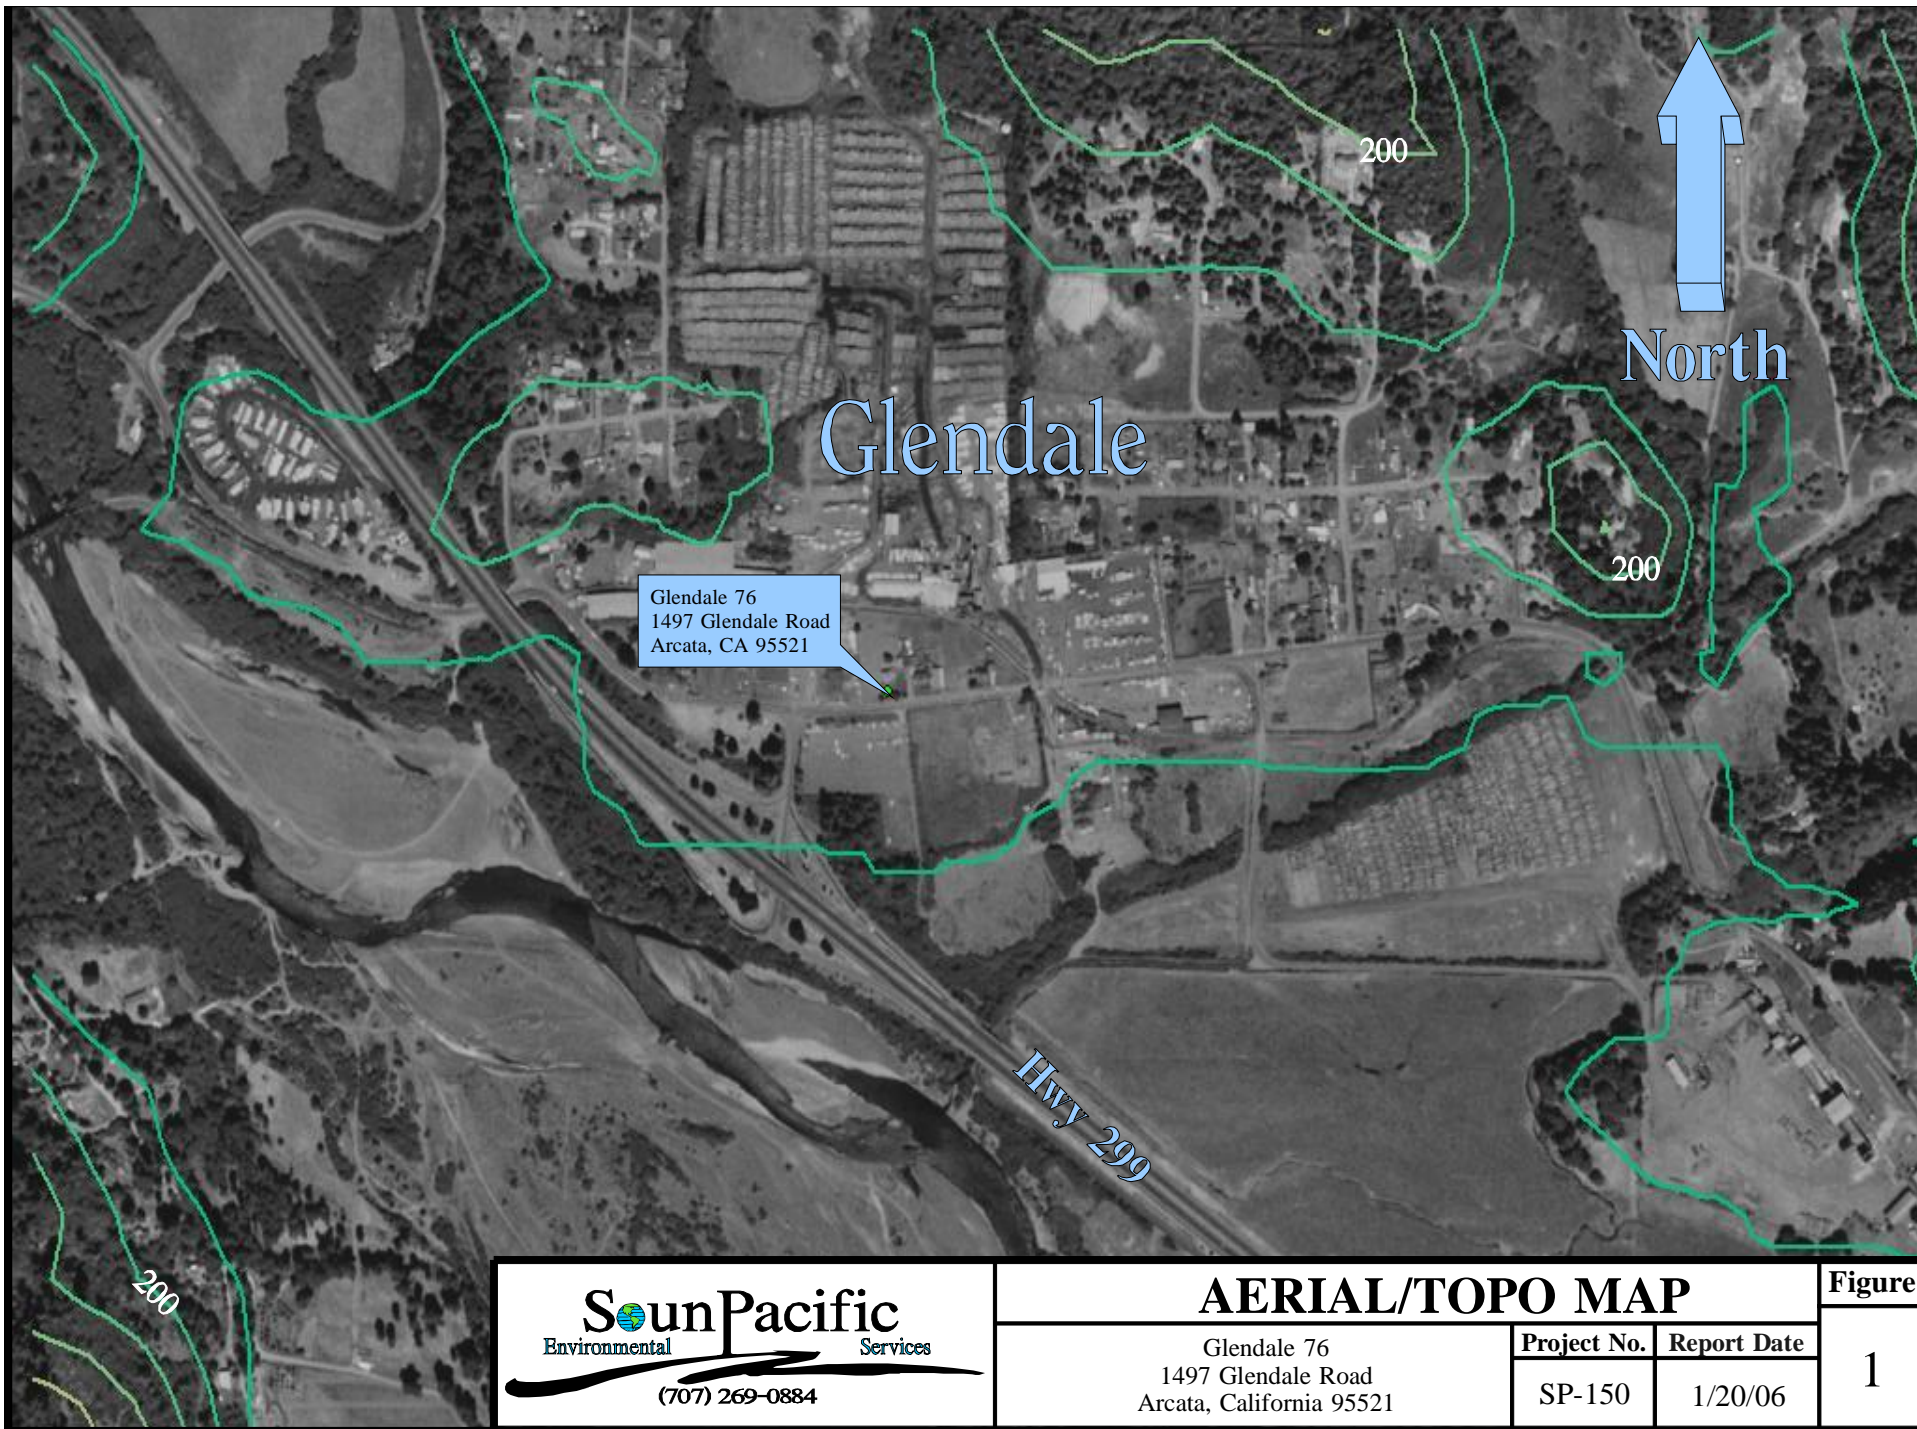 200
North
Glendale
200
Glendale 76
1497 Glendale Road
Arcata, CA 95521
Hwy 299
200
SounPacific
Environmental Services
(707) 269-0884
AERIAL/TOPO MAP
Glendale 76
1497 Glendale Road
Arcata, California 95521
Project No.
SP-150
Report Date
1/20/06
Figure
1